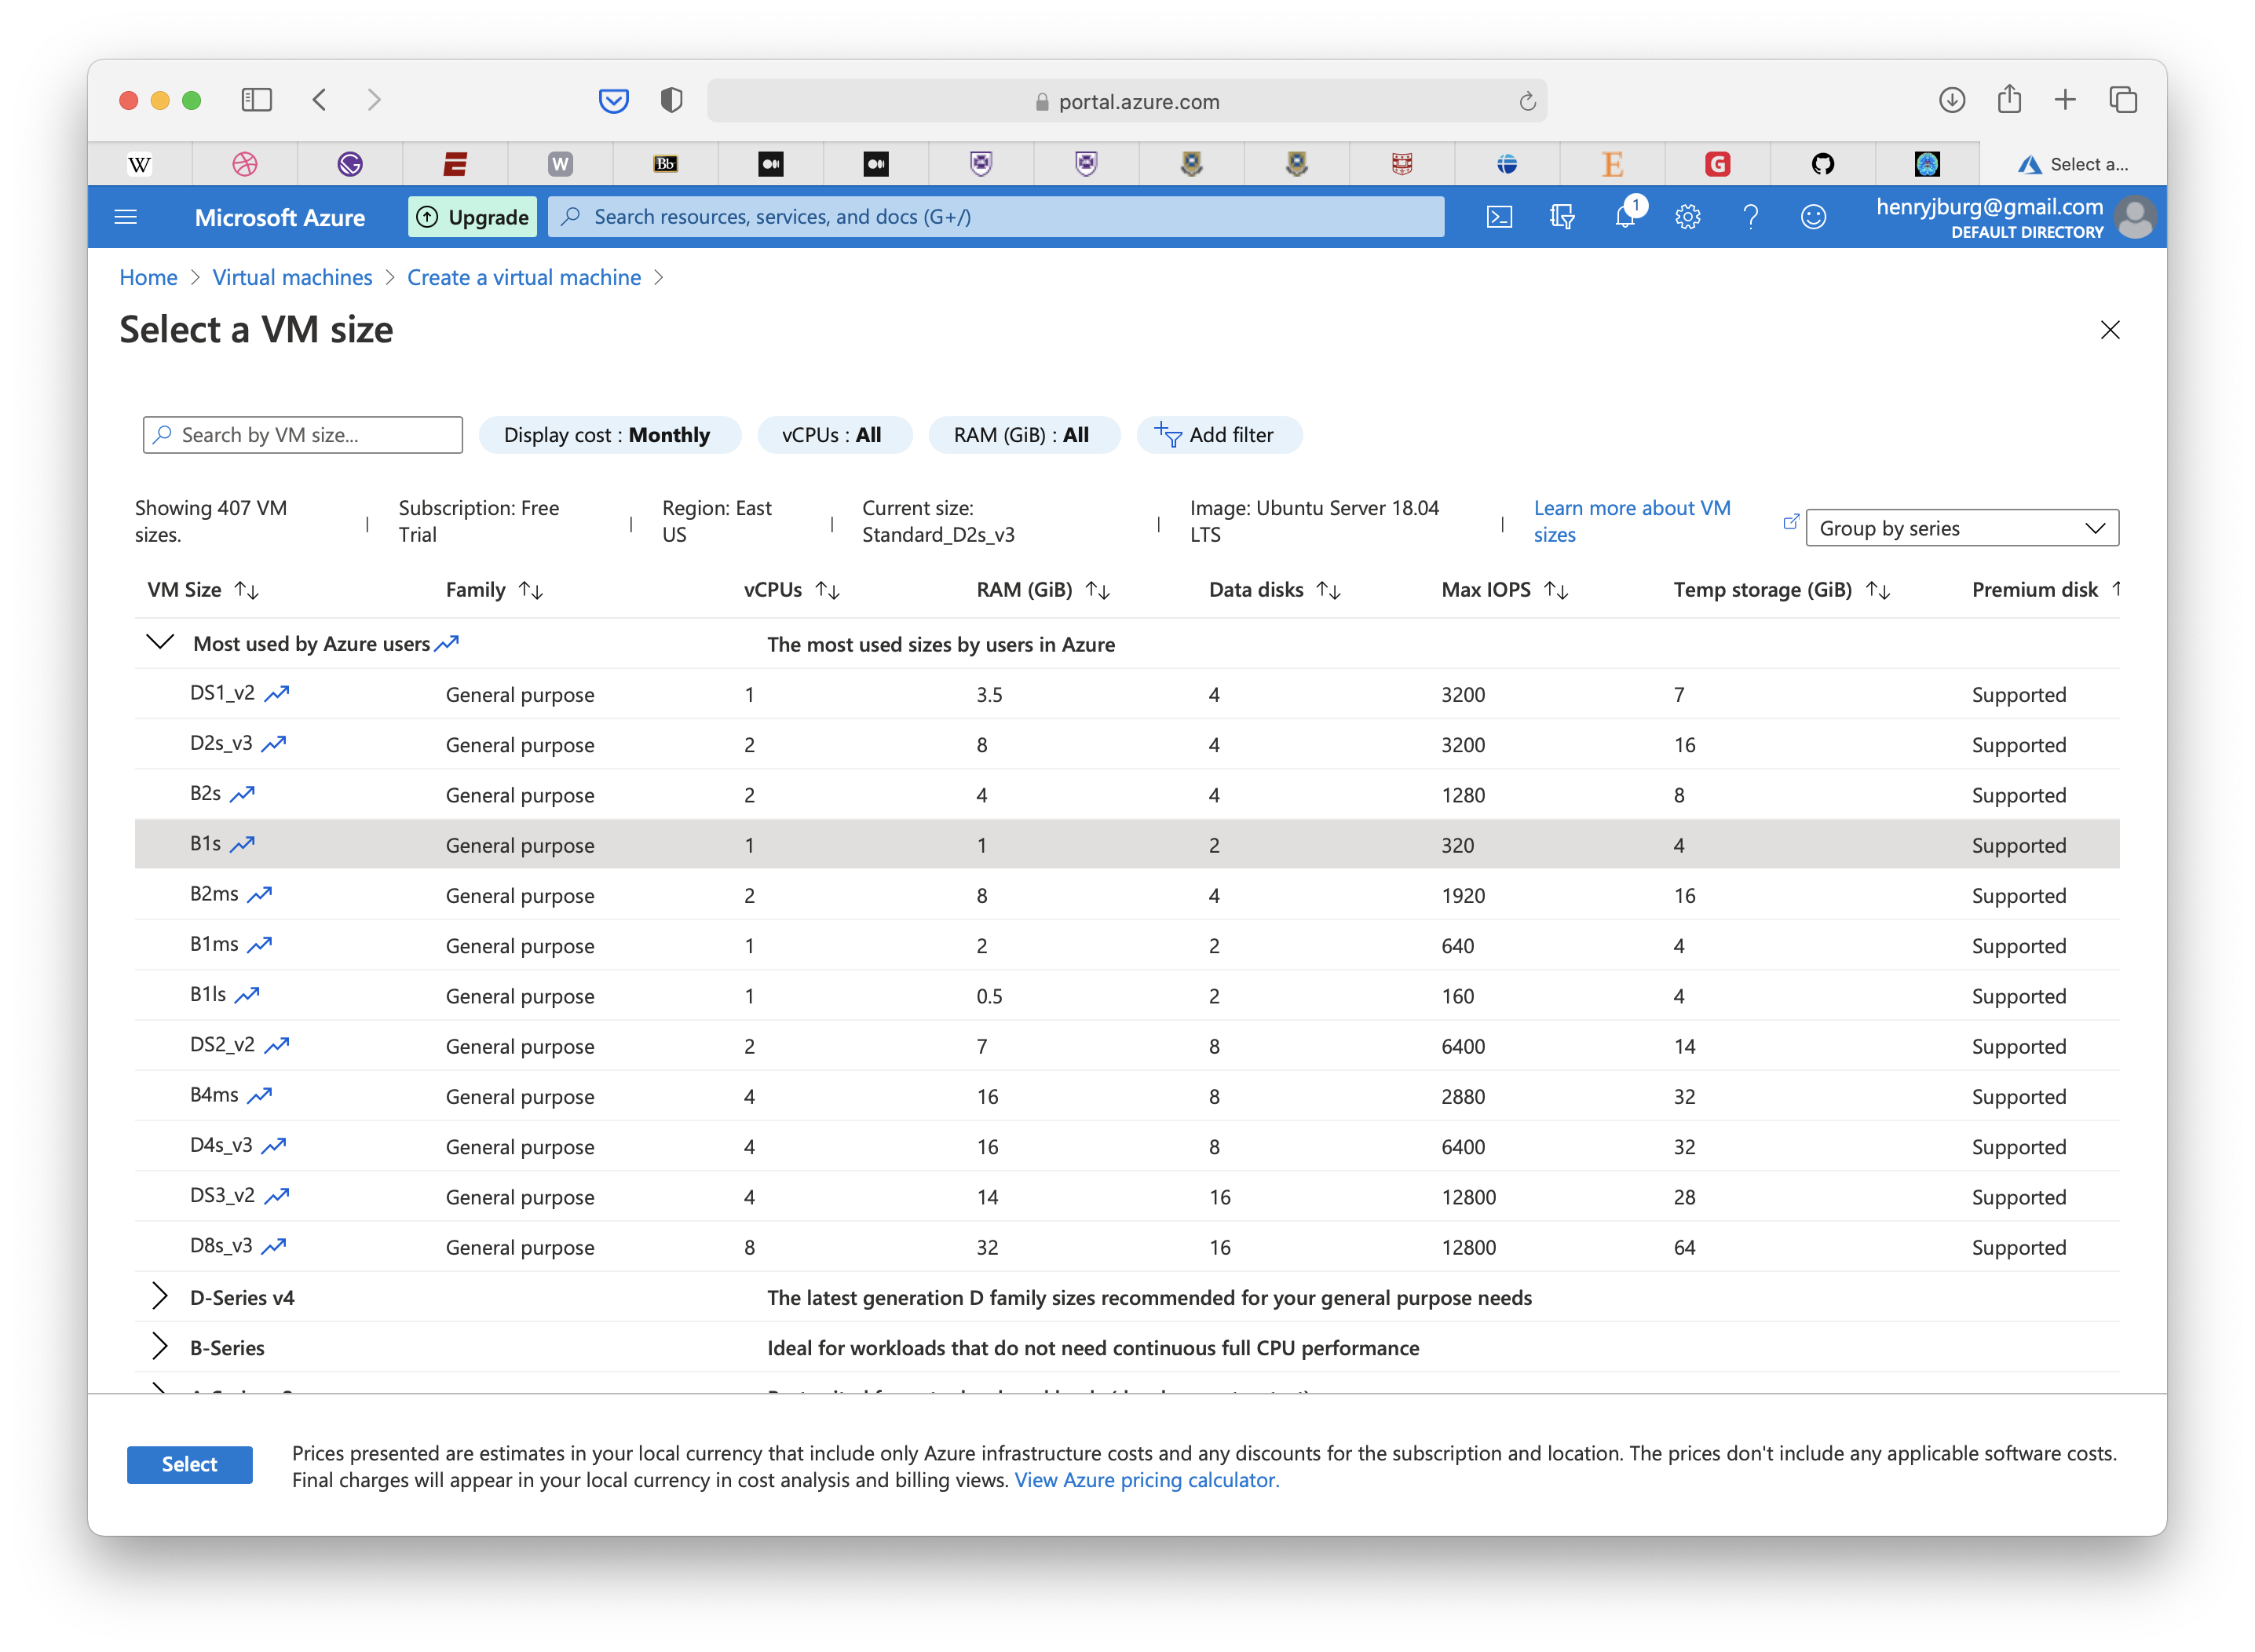 portal.azure.com
W
W
Bb
E
G
Select a...
Microsoft Azure
Upgrade
Search resources, services, and docs (G+/)
1
henryjburg@gmail.com
DEFAULT DIRECTORY
Home > Virtual machines > Create a virtual machine >
Select a VM size
Search by VM size...
Display cost : Monthly
vCPUs : All
RAM (GiB) : All
Add filter
Showing 407 VM sizes.
Subscription: Free Trial
Region: East US
Current size: Standard_D2s_v3
Image: Ubuntu Server 18.04 LTS
Learn more about VM sizes
Group by series
VM Size Family vCPUs RAM (GiB) Data disks Max IOPS Temp storage (GiB) Premium disk
Most used by Azure users The most used sizes by users in Azure
DS1_v2 General purpose 1 3.5 4 3200 7 Supported
D2s_v3 General purpose 2 8 4 3200 16 Supported
B2s General purpose 2 4 4 1280 8 Supported
B1s General purpose 1 1 2 320 4 Supported
B2ms General purpose 2 8 4 1920 16 Supported
B1ms General purpose 1 2 2 640 4 Supported
B1ls General purpose 1 0.5 2 160 4 Supported
DS2_v2 General purpose 2 7 8 6400 14 Supported
B4ms General purpose 4 16 8 2880 32 Supported
D4s_v3 General purpose 4 16 8 6400 32 Supported
DS3_v2 General purpose 4 14 16 12800 28 Supported
D8s_v3 General purpose 8 32 16 12800 64 Supported
D-Series v4 The latest generation D family sizes recommended for your general purpose needs
B-Series Ideal for workloads that do not need continuous full CPU performance
Select
Prices presented are estimates in your local currency that include only Azure infrastructure costs and any discounts for the subscription and location. The prices don't include any applicable software costs.
Final charges will appear in your local currency in cost analysis and billing views. View Azure pricing calculator.